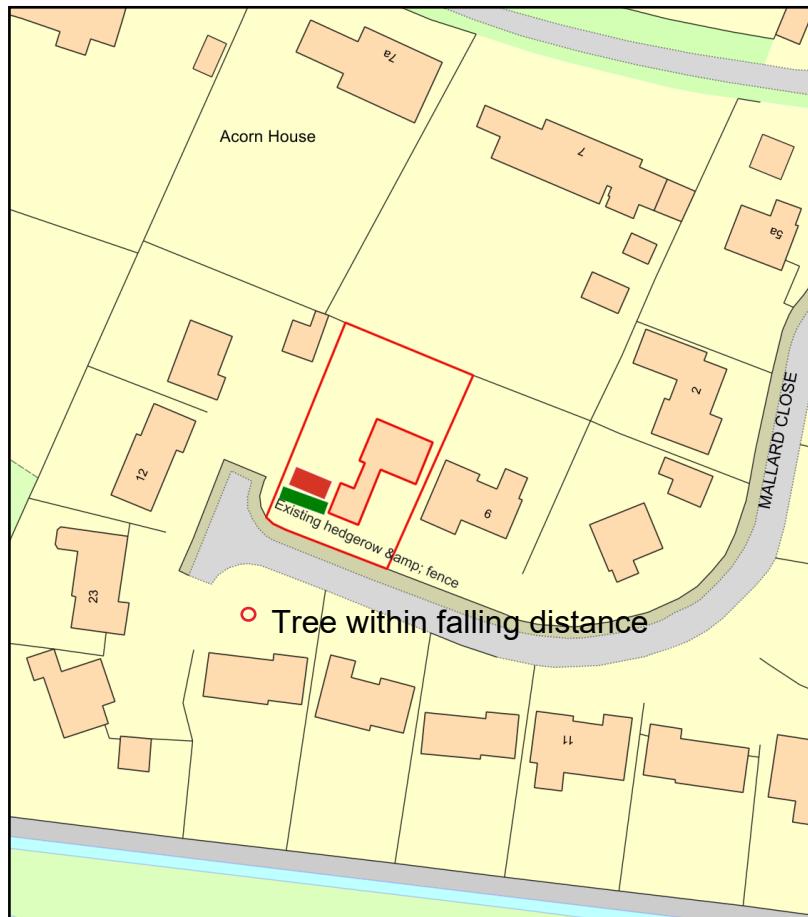 7a
Acorn House
7
5a
2
MALLARD CLOSE
12
6
Existing hedgerow &amp; fence
23
Tree within falling distance
11